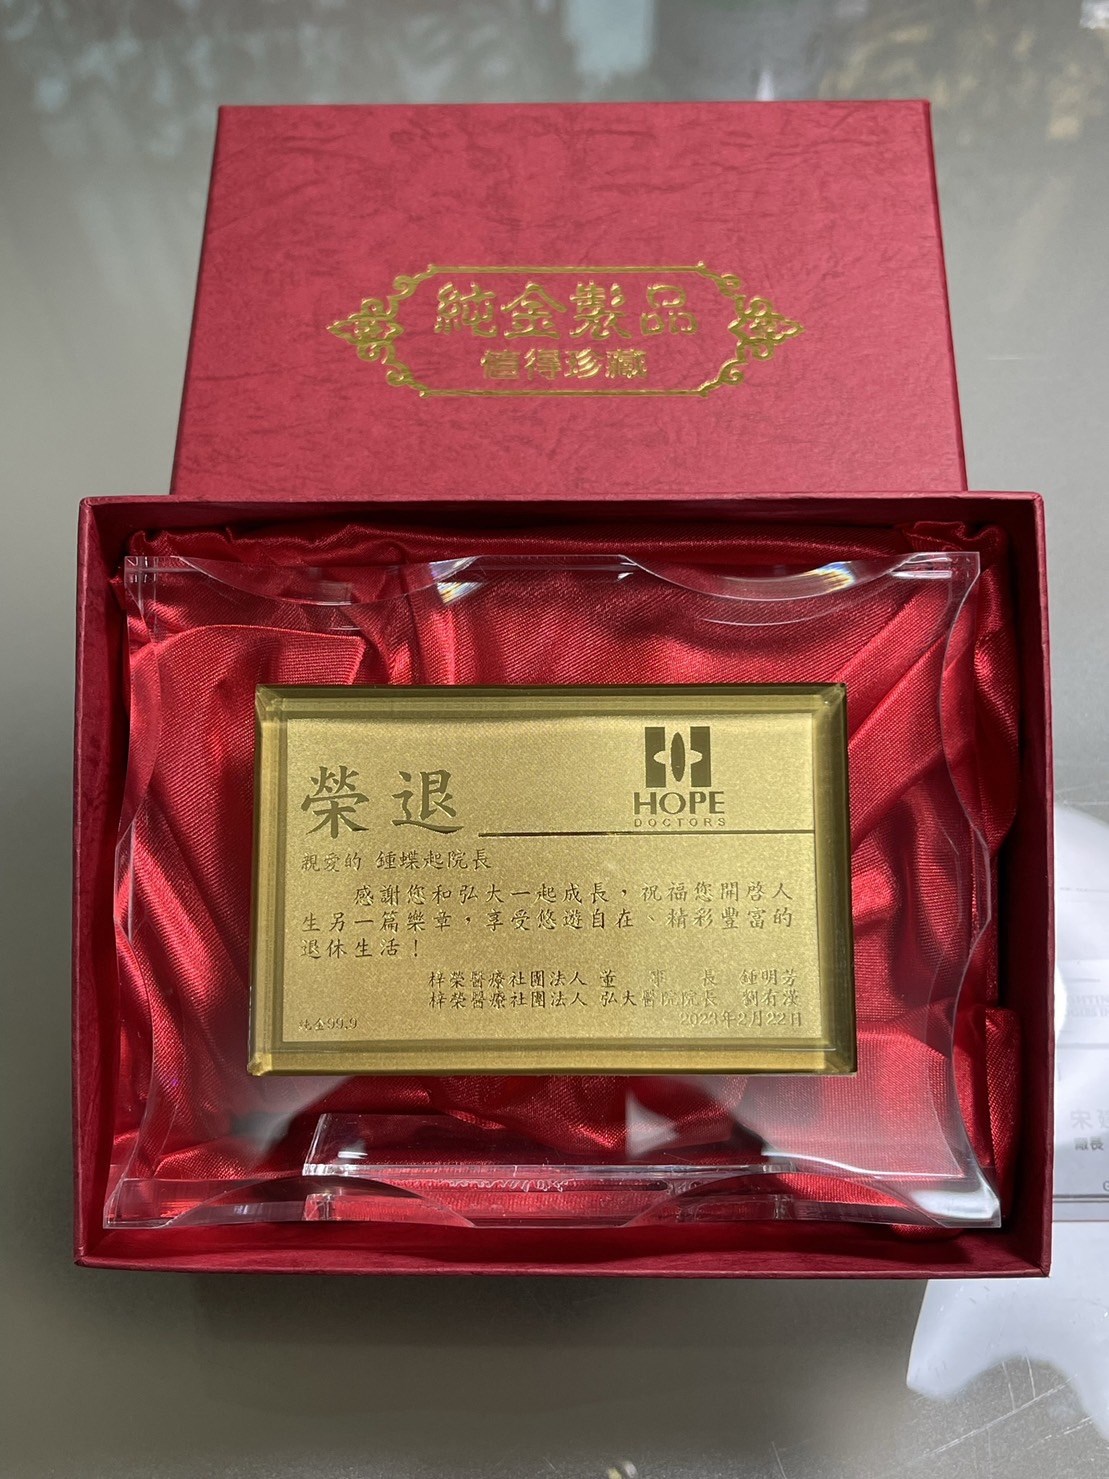 純金製品
值得珍藏
榮退
HOPE
DOCTORS
親愛的 鍾蝶起院長
感謝您和弘大一起成長，祝福您開啓人
生另一篇樂章，享受悠遊自在、精彩豐富的
退休生活！
梓榮醫療社團法人 董事長 鍾明芳
梓榮醫療社團法人 弘大醫院院長 劉有漢
純金99.9
2023年2月22日